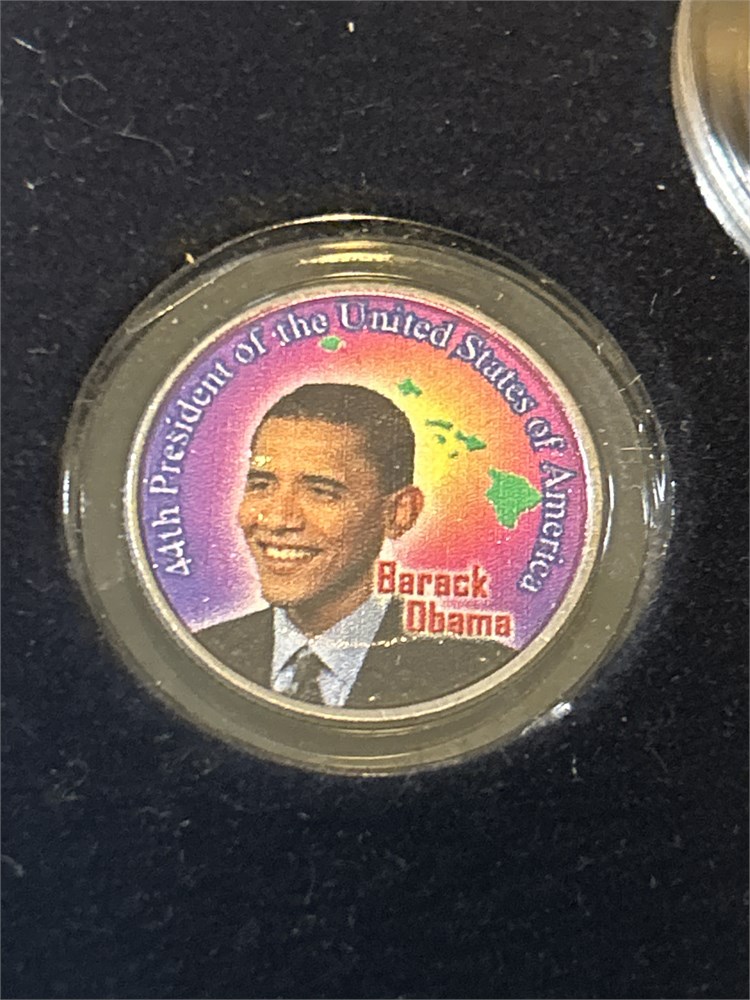 44th President of the United States of America
Barack
Obama